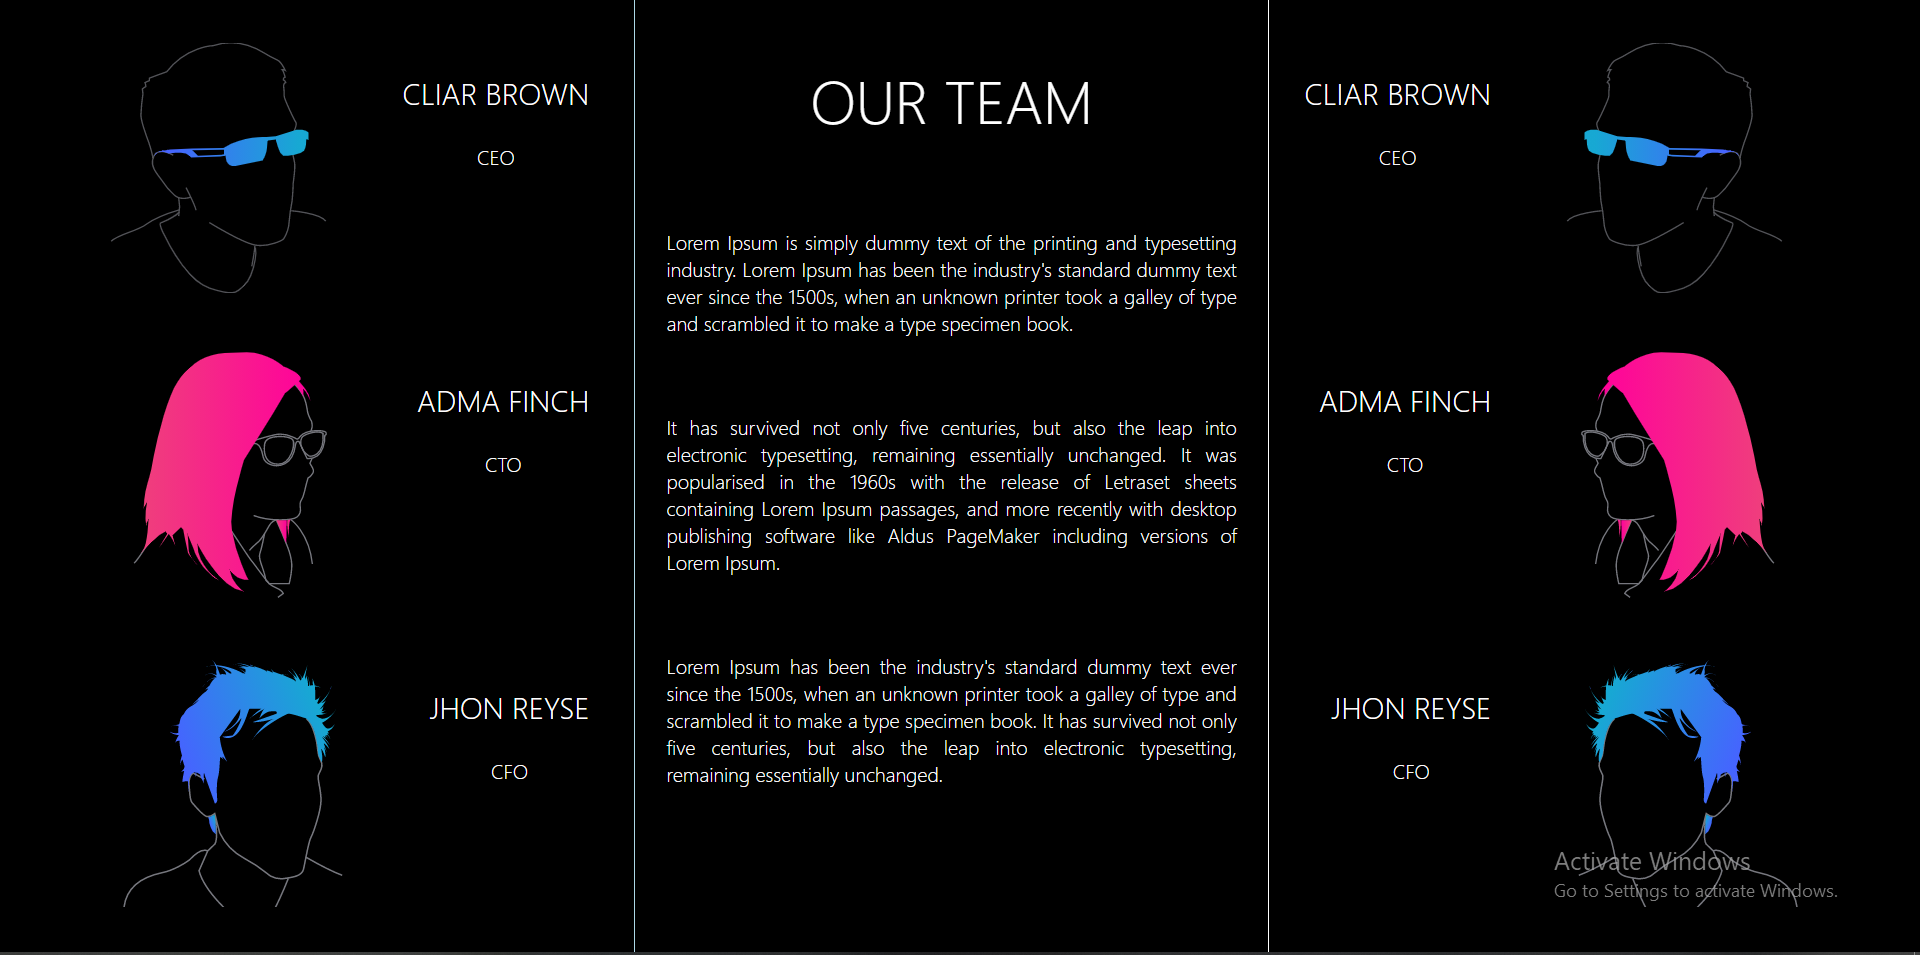 CLIAR BROWN
CEO
ADMA FINCH
CTO
JHON REYSE
CFO
OUR TEAM
Lorem Ipsum is simply dummy text of the printing and typesetting
industry. Lorem Ipsum has been the industry's standard dummy text
ever since the 1500s, when an unknown printer took a galley of type
and scrambled it to make a type specimen book.
It has survived not only five centuries, but also the leap into
electronic typesetting, remaining essentially unchanged. It was
popularised in the 1960s with the release of Letraset sheets
containing Lorem Ipsum passages, and more recently with desktop
publishing software like Aldus PageMaker including versions of
Lorem Ipsum.
Lorem Ipsum has been the industry's standard dummy text ever
since the 1500s, when an unknown printer took a galley of type and
scrambled it to make a type specimen book. It has survived not only
five centuries, but also the leap into electronic typesetting,
remaining essentially unchanged.
CLIAR BROWN
CEO
ADMA FINCH
CTO
JHON REYSE
CFO
Activate Windows
Go to Settings to activate Windows.